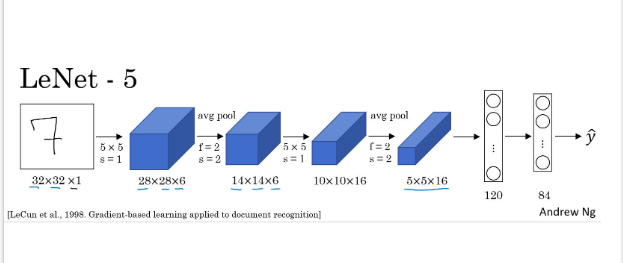 LeNet - 5
7
avg pool
avg pool
5 × 5
s = 1
f = 2
s = 2
5 × 5
s = 1
f = 2
s = 2
ŷ
32×32 ×1
28×28×6
14×14×6
10×10×16
5×5×16
120
84
[LeCun et al., 1998. Gradient-based learning applied to document recognition]
Andrew Ng